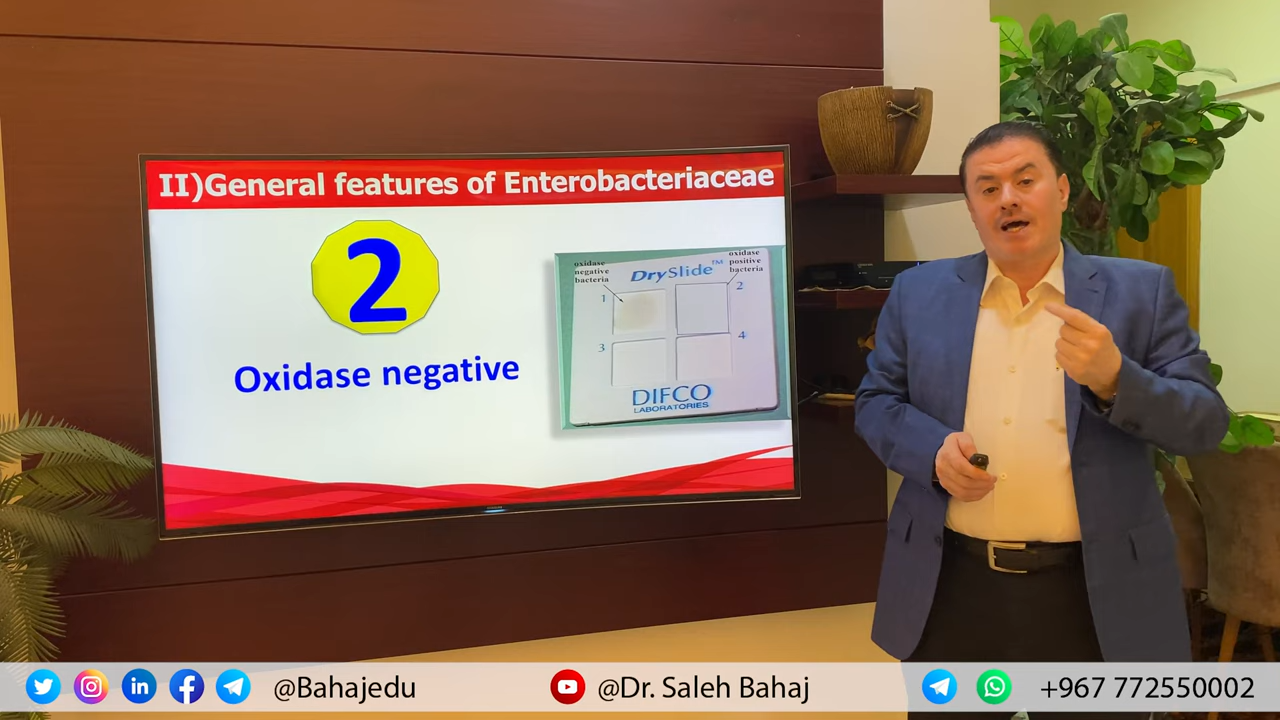 II)General features of Enterobacteriaceae
2
Oxidase negative
oxidase
negative
bacteria
DrySlide™
oxidase
positive
bacteria
1
2
3
4
DIFCO
LABORATORIES
@Bahajedu
@Dr. Saleh Bahaj
+967 772550002